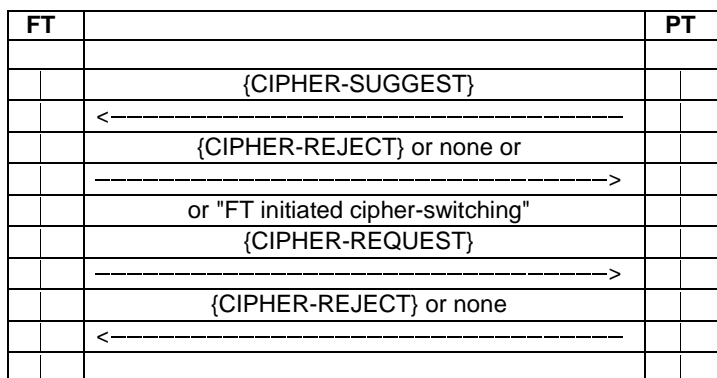 FT PT
{CIPHER-SUGGEST}
{CIPHER-REJECT} or none or
or "FT initiated cipher-switching"
{CIPHER-REQUEST}
{CIPHER-REJECT} or none